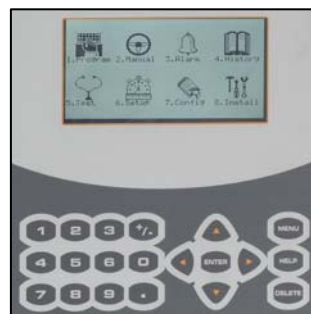 1.Program 2.Manual 3.Alarm 4.History
5.Test 6.Setup 7.Config 8.Install
1 2 3 +/- MENU
4 5 6 0 ENTER HELP
7 8 9 . DELETE